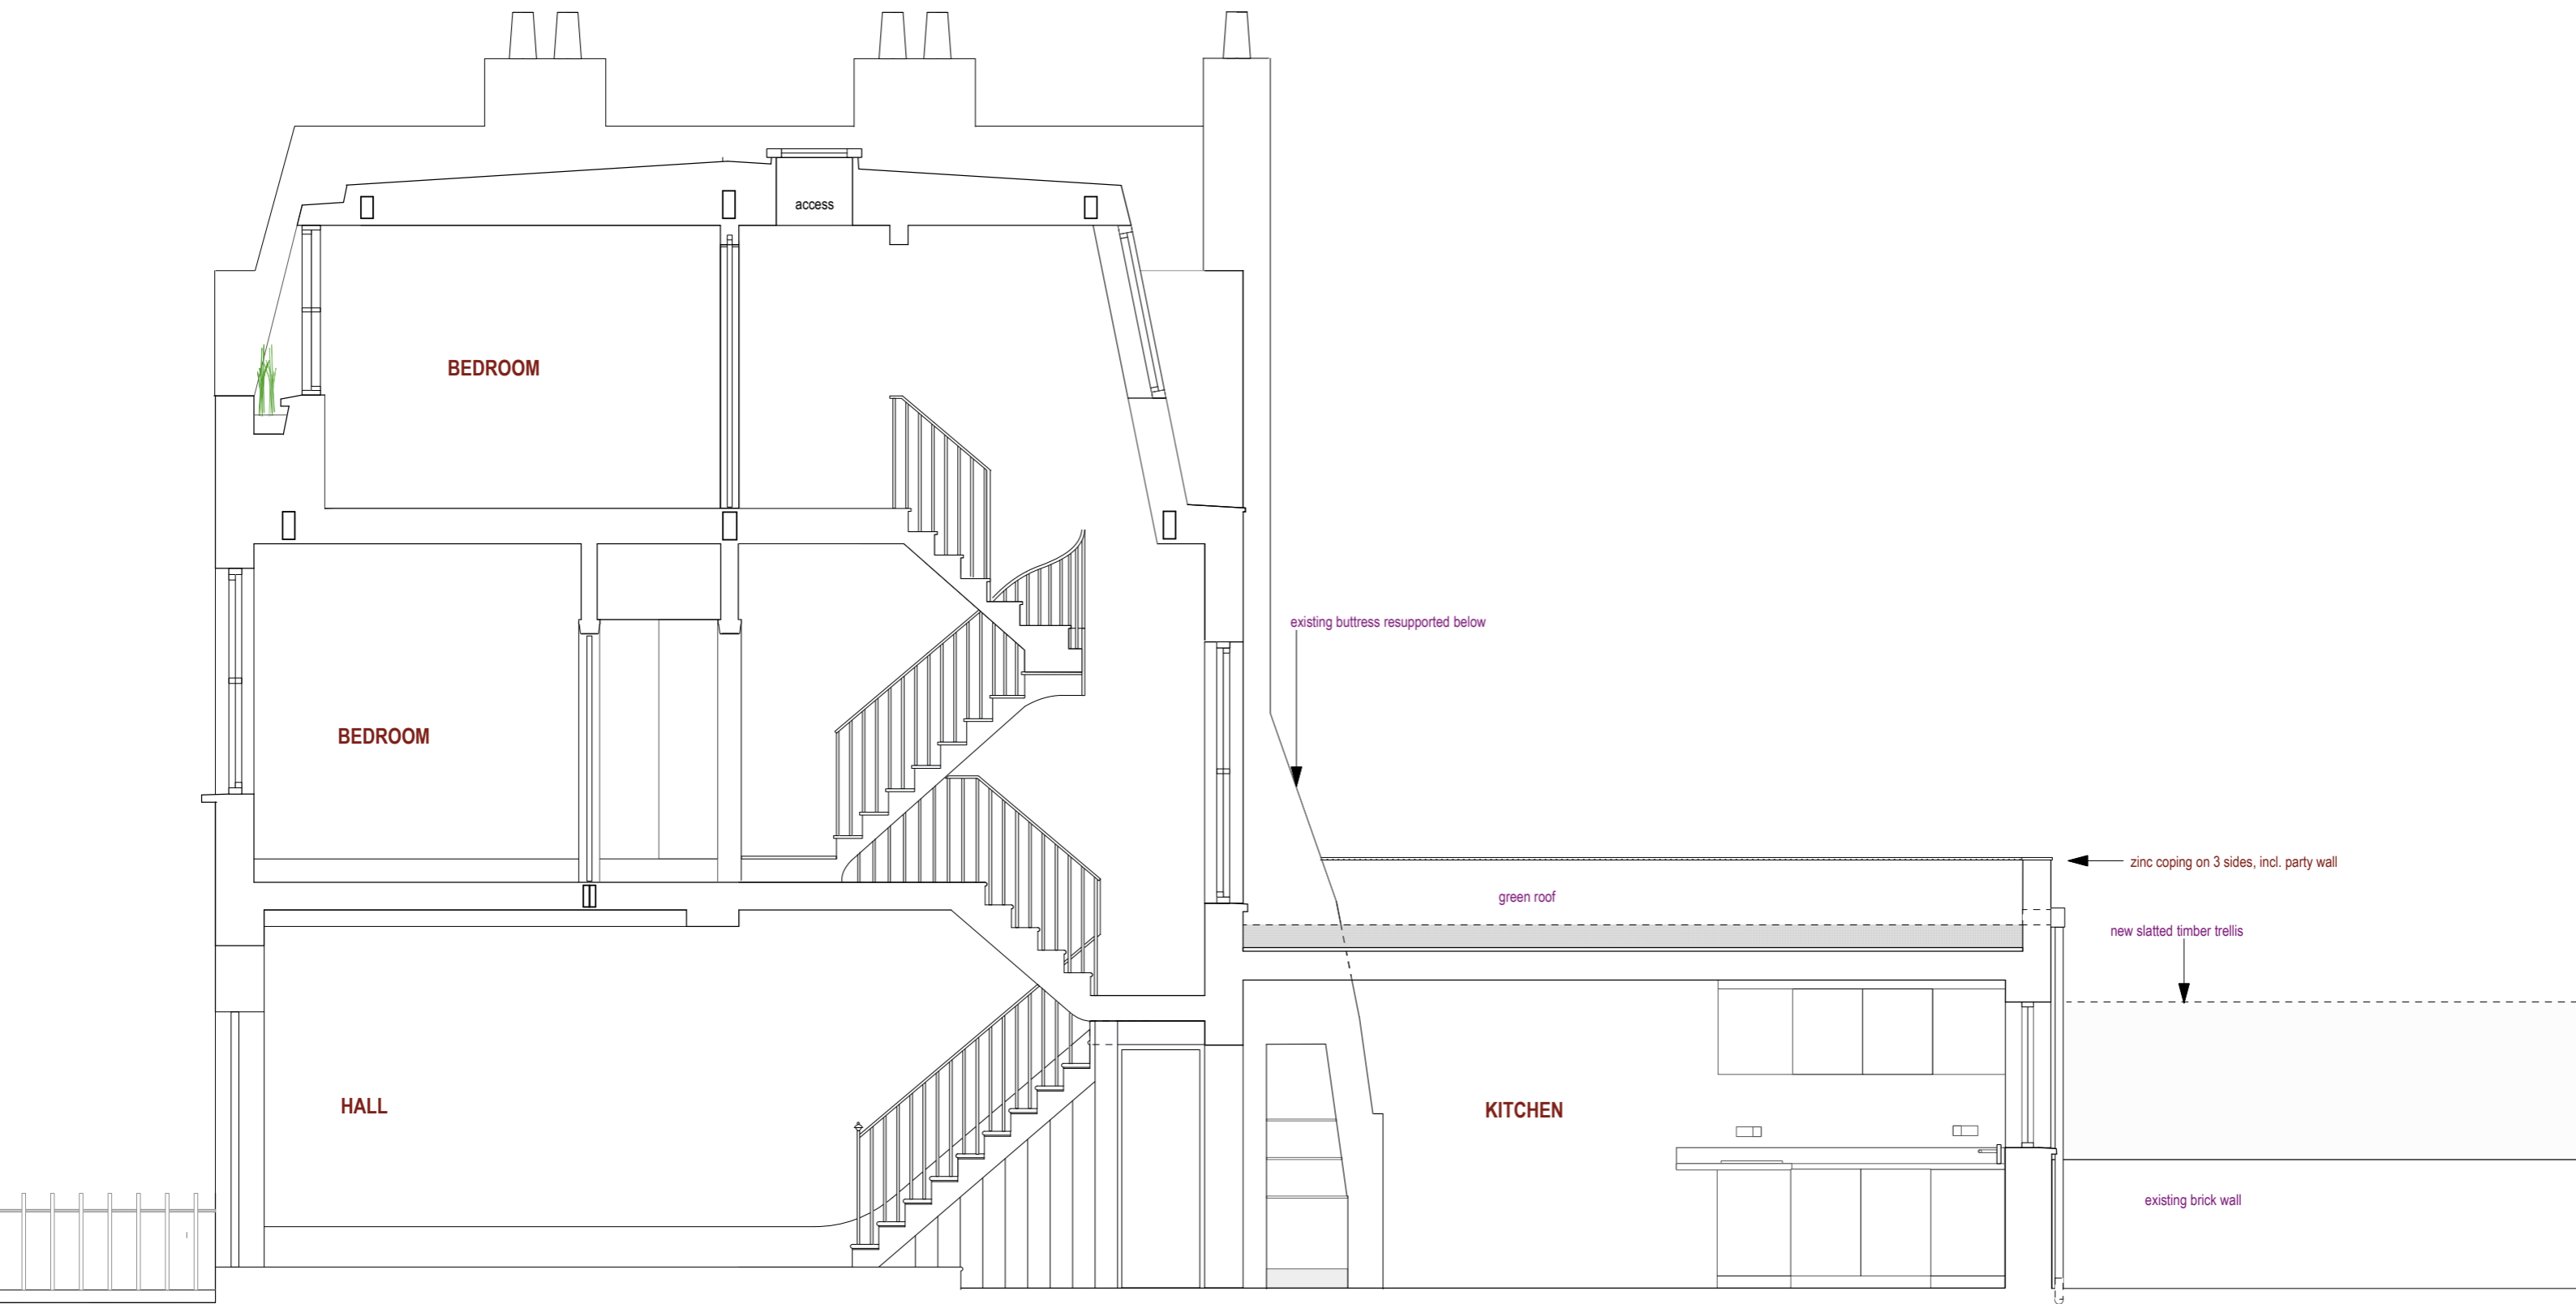 access
BEDROOM
existing buttress resupported below
BEDROOM
zinc coping on 3 sides, incl. party wall
green roof
new slatted timber trellis
HALL
KITCHEN
existing brick wall